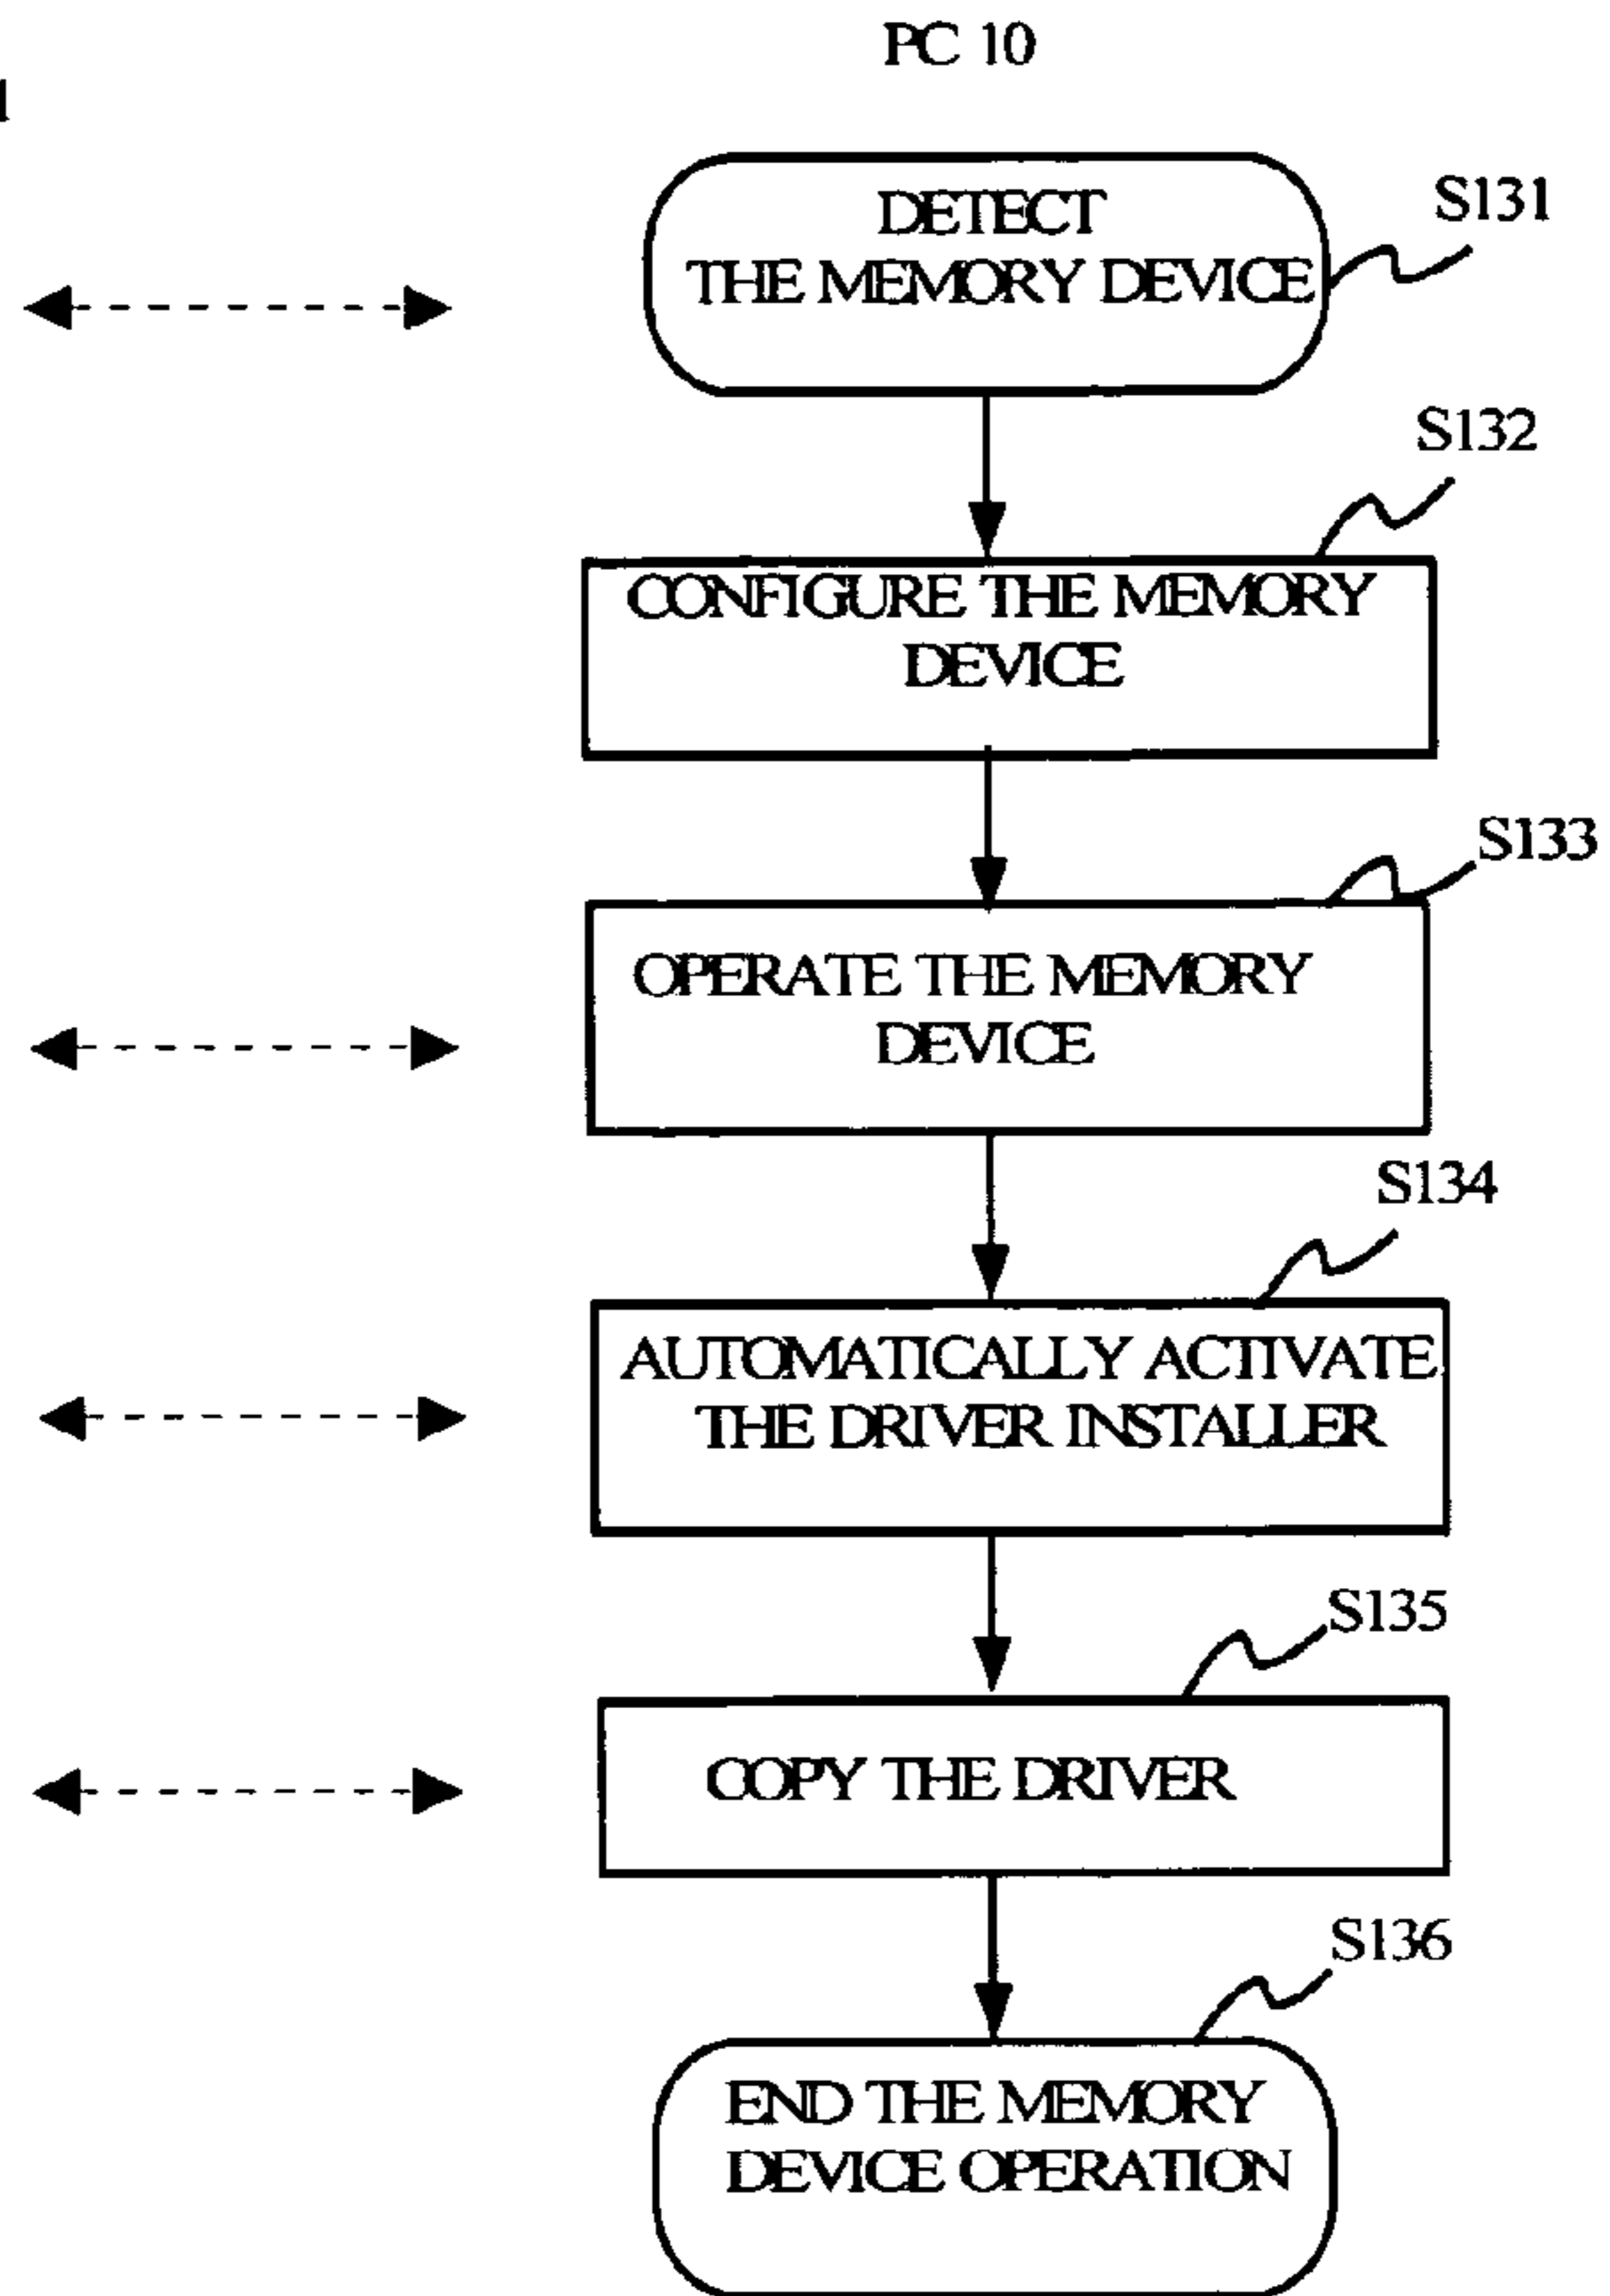 PC 10
DETECT
THE MEMORY DEVICE
S131
S132
CONFIGURE THE MEMORY
DEVICE
S133
OPERATE THE MEMORY
DEVICE
S134
AUTOMATICALLY ACTIVATE
THE DRIVER INSTALLER
S135
COPY THE DRIVER
S136
END THE MEMORY
DEVICE OPERATION